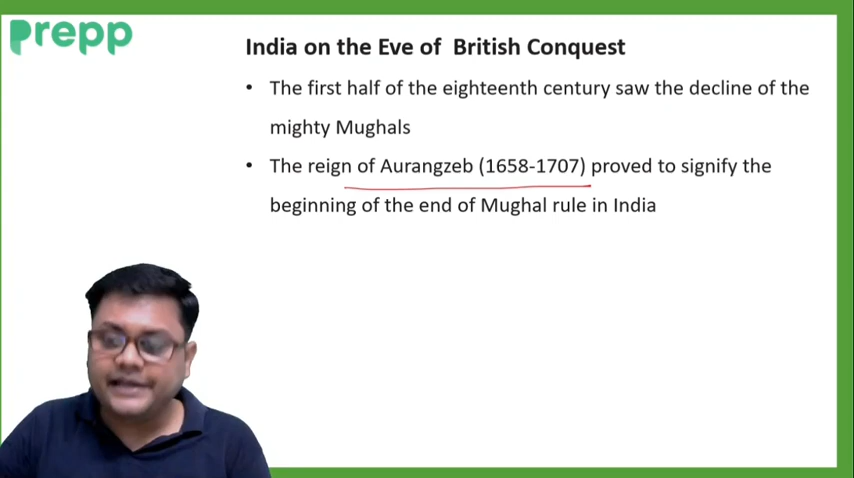 Prepp
India on the Eve of  British Conquest
• The first half of the eighteenth century saw the decline of the
mighty Mughals
• The reign of Aurangzeb (1658-1707) proved to signify the
beginning of the end of Mughal rule in India